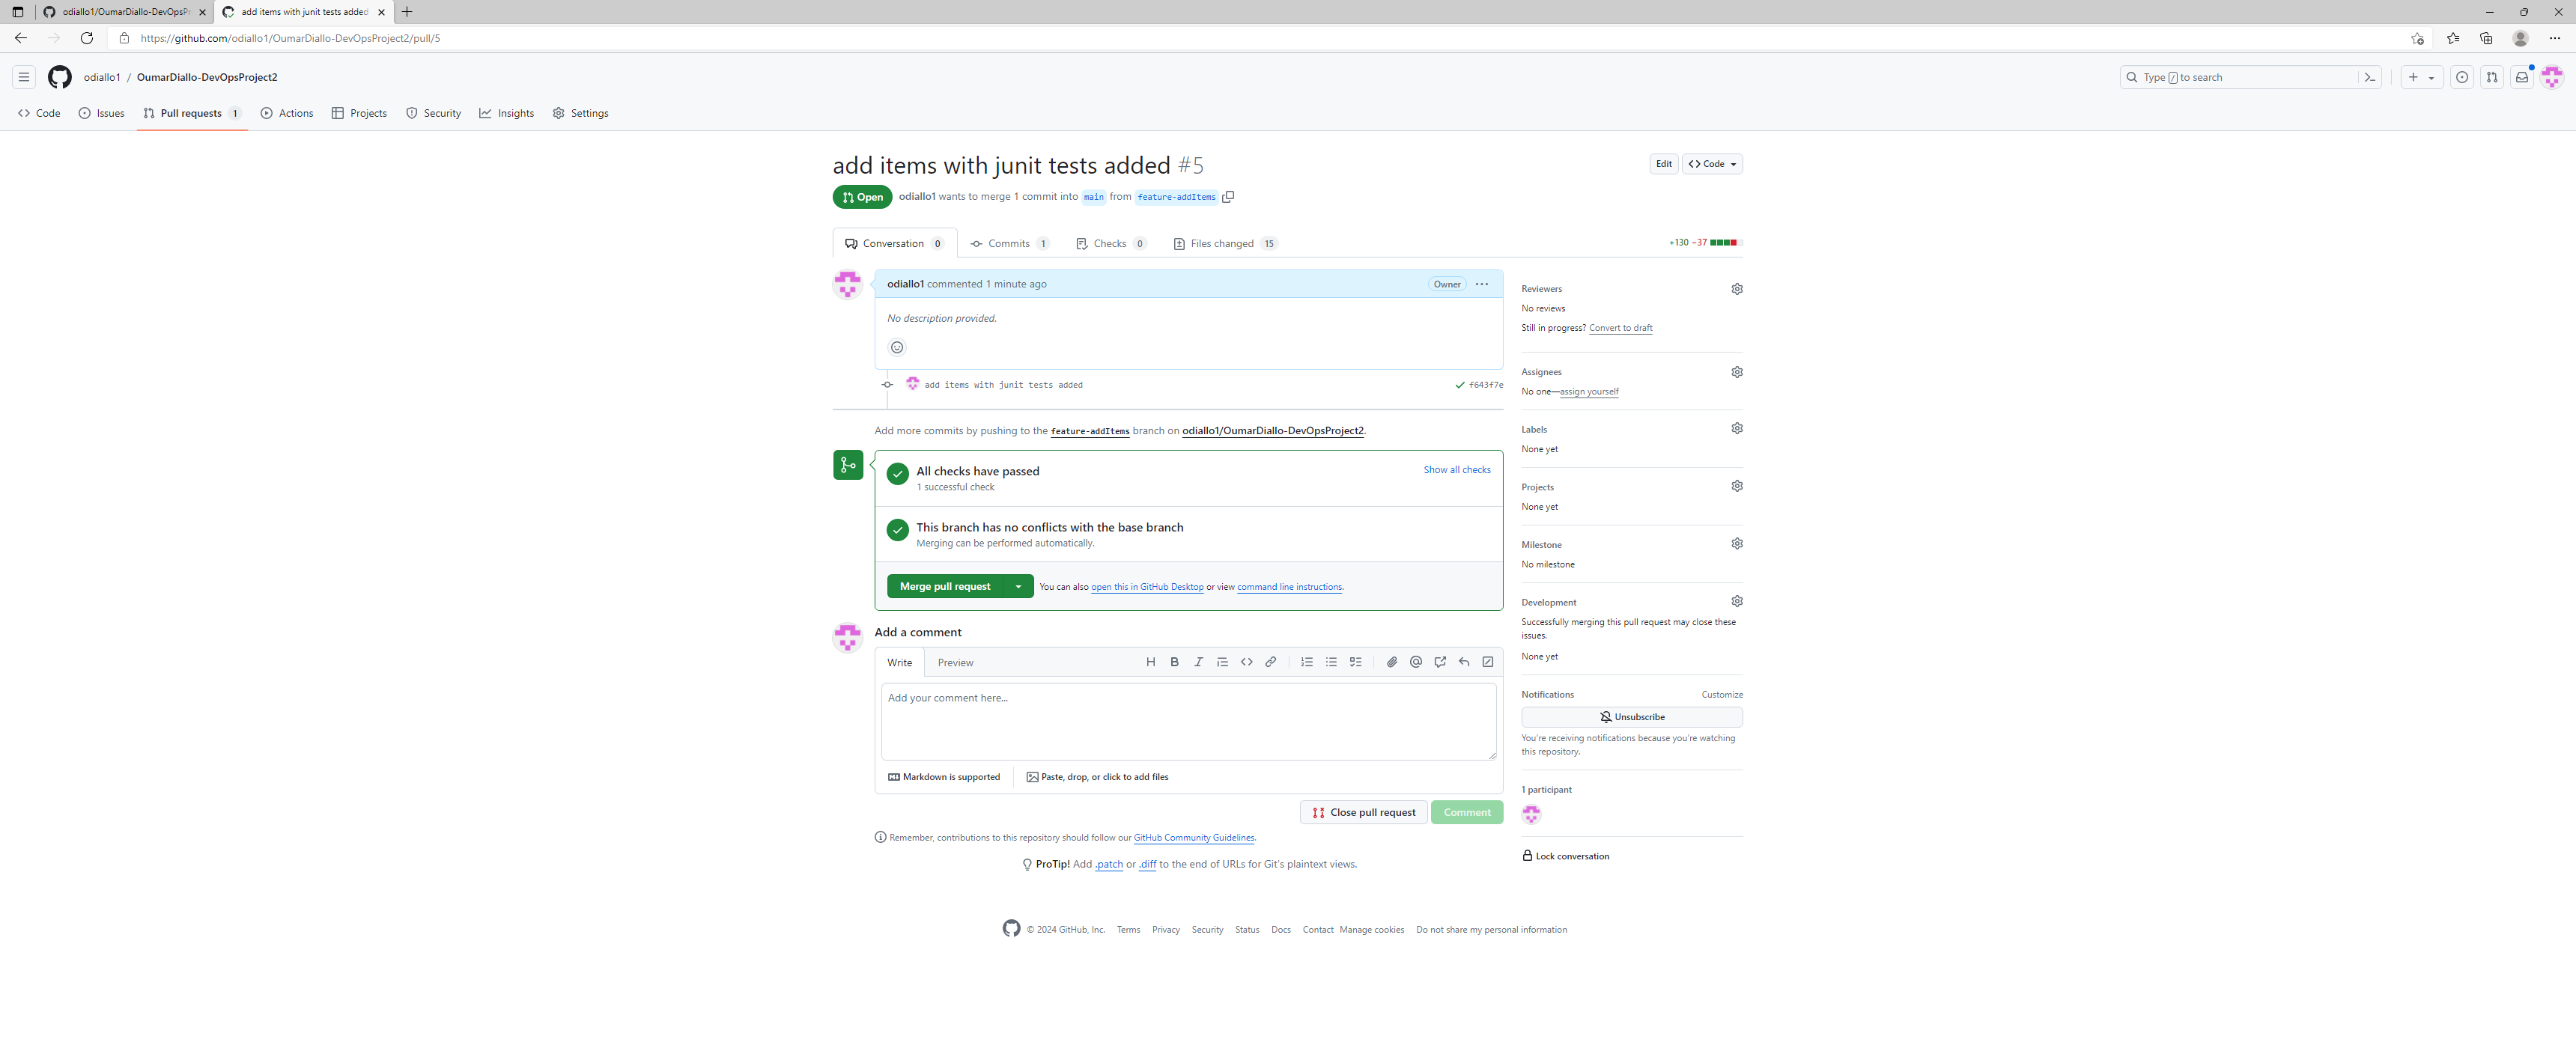 odiallo1/OumarDiallo-DevOpsPr
add items with junit tests added
https://github.com/odiallo1/OumarDiallo-DevOpsProject2/pull/5
odiallo1 / OumarDiallo-DevOpsProject2
Type / to search
Code
Issues
Pull requests 1
Actions
Projects
Security
Insights
Settings
add items with junit tests added #5
Edit
Code
Open
odiallo1 wants to merge 1 commit into main from feature-addItems
Conversation 0
Commits 1
Checks 0
Files changed 15
+130 −37
odiallo1 commented 1 minute ago
Owner
No description provided.
add items with junit tests added
f643f7e
Add more commits by pushing to the feature-addItems branch on odiallo1/OumarDiallo-DevOpsProject2.
All checks have passed
Show all checks
1 successful check
This branch has no conflicts with the base branch
Merging can be performed automatically.
Merge pull request
You can also open this in GitHub Desktop or view command line instructions.
Add a comment
Write
Preview
H B I
Add your comment here...
Markdown is supported
Paste, drop, or click to add files
Close pull request
Comment
Remember, contributions to this repository should follow our GitHub Community Guidelines.
ProTip! Add .patch or .diff to the end of URLs for Git's plaintext views.
Reviewers
No reviews
Still in progress? Convert to draft
Assignees
No one—assign yourself
Labels
None yet
Projects
None yet
Milestone
No milestone
Development
Successfully merging this pull request may close these
issues.
None yet
Notifications
Customize
Unsubscribe
You're receiving notifications because you're watching
this repository.
1 participant
Lock conversation
© 2024 GitHub, Inc.
Terms
Privacy
Security
Status
Docs
Contact
Manage cookies
Do not share my personal information